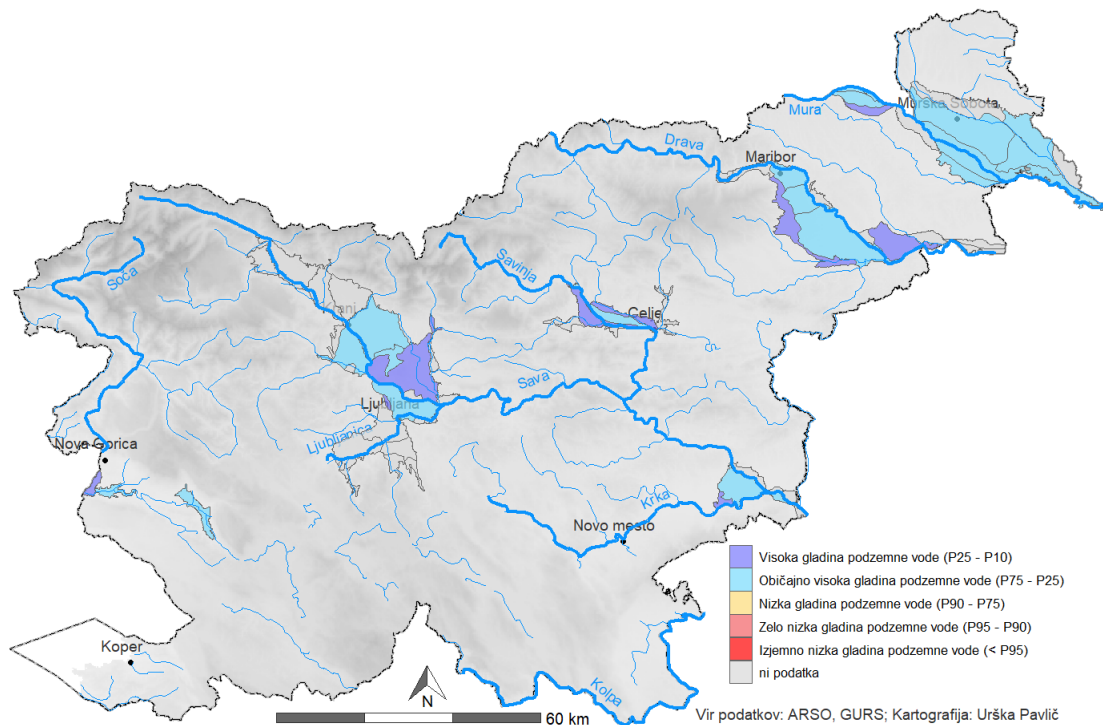 Mura
Murska Sobota
Drava
Maribor
Soča
Savinja
Kranj
Celje
Sava
Ljubljana
Ljubljanica
Nova Gorica
Krka
Novo mesto
Visoka gladina podzemne vode (P25 - P10)
Običajno visoka gladina podzemne vode (P75 - P25)
Nizka gladina podzemne vode (P90 - P75)
Zelo nizka gladina podzemne vode (P95 - P90)
Izjemno nizka gladina podzemne vode (< P95)
ni podatka
Koper
Kolpa
N
60 km
Vir podatkov: ARSO, GURS; Kartografija: Urška Pavlič